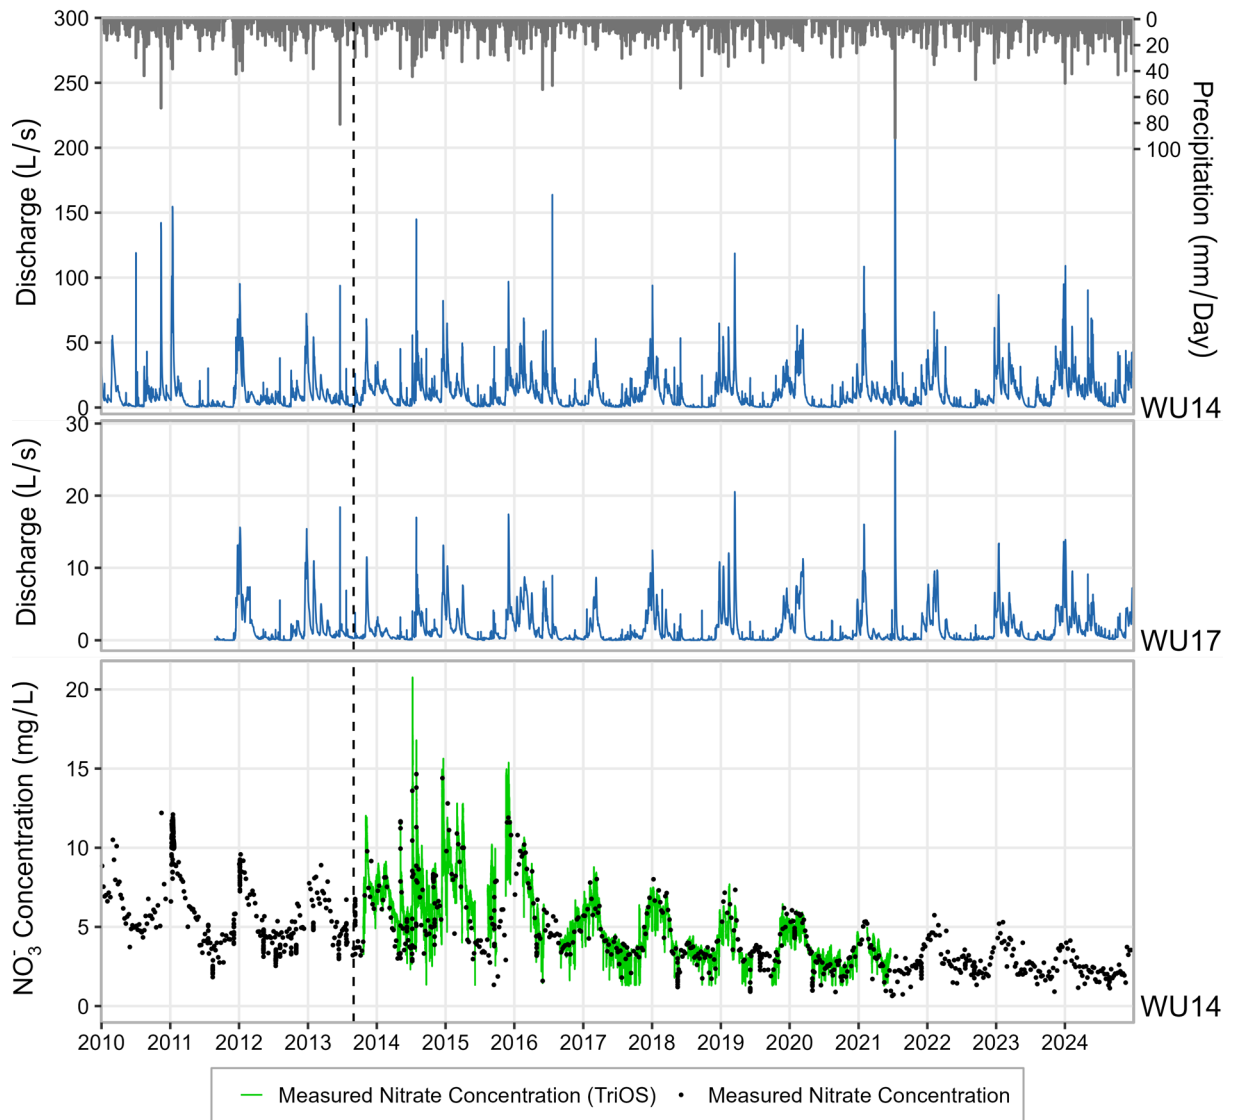 300
250
200
150
100
50
0
Discharge (L/s)
0
20
40
60
80
100
Precipitation (mm/Day)
WU14
30
20
10
0
Discharge (L/s)
WU17
20
15
10
5
0
NO₃⁻ Concentration (mg/L)
WU14
2010 2011 2012 2013 2014 2015 2016 2017 2018 2019 2020 2021 2022 2023 2024
Measured Nitrate Concentration (TriOS) Measured Nitrate Concentration